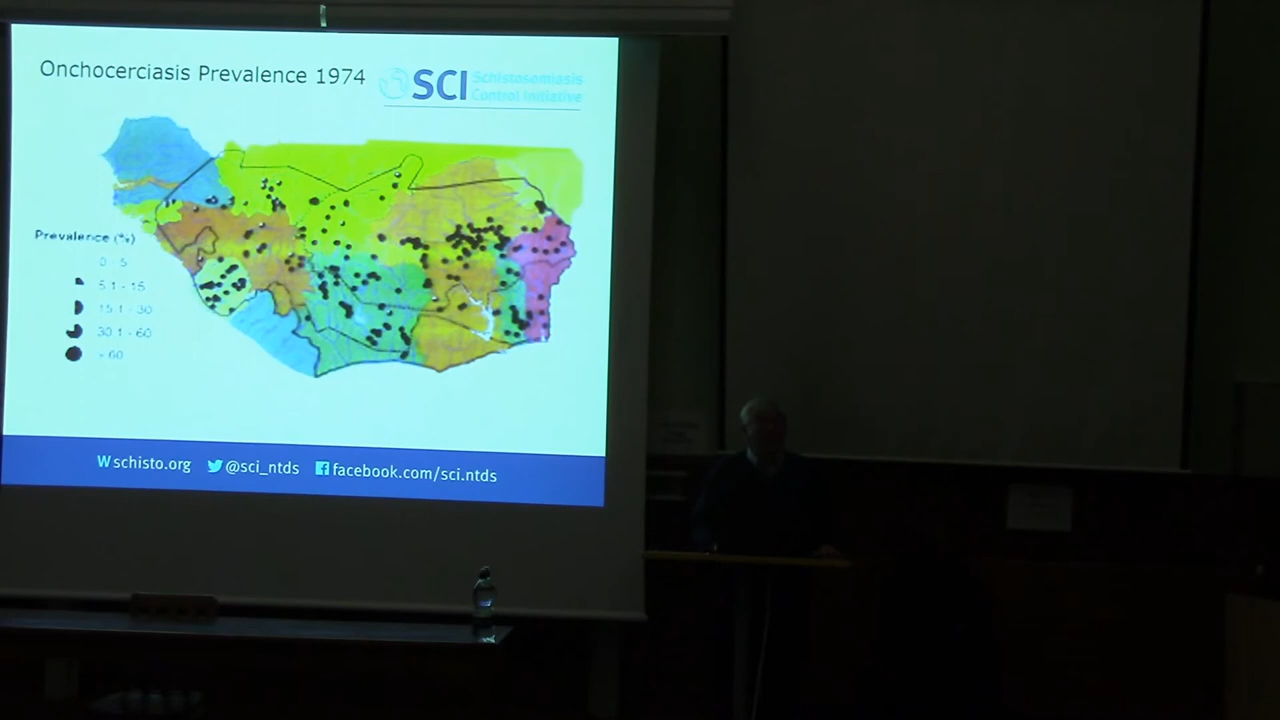 Onchocerciasis Prevalence 1974
SCI Schistosomiasis
Control Initiative
Prevalence (%)
0 - 5
5.1 - 15
15.1 - 30
30.1 - 60
> 60
W schisto.org @sci_ntds facebook.com/sci.ntds